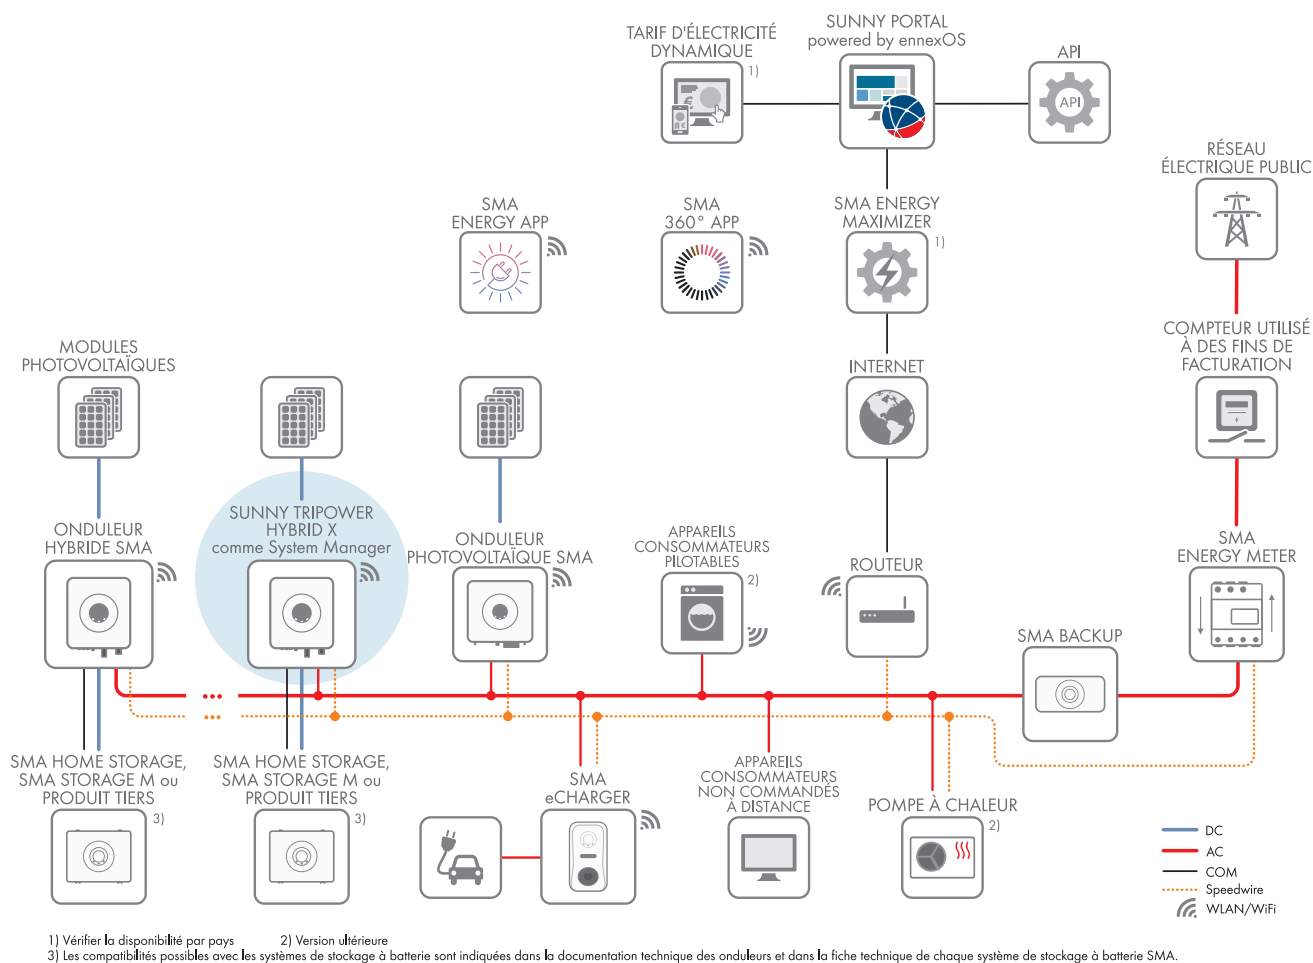 TARIF D'ÉLECTRICITÉ
DYNAMIQUE
1)
SUNNY PORTAL
powered by ennexOS
API
API
RÉSEAU
ÉLECTRIQUE PUBLIC
SMA
ENERGY APP
SMA
360° APP
SMA ENERGY
MAXIMIZER
1)
COMPTEUR UTILISÉ
À DES FINS DE
FACTURATION
MODULES
PHOTOVOLTAÏQUES
INTERNET
ONDULEUR
HYBRIDE SMA
SUNNY TRIPOWER
HYBRID X
comme System Manager
ONDULEUR
PHOTOVOLTAÏQUE SMA
APPAREILS
CONSOMMATEURS
PILOTABLES
2)
ROUTEUR
SMA
ENERGY METER
SMA BACKUP
SMA HOME STORAGE,
SMA STORAGE M ou
PRODUIT TIERS
3)
SMA HOME STORAGE,
SMA STORAGE M ou
PRODUIT TIERS
3)
SMA
eCHARGER
APPAREILS
CONSOMMATEURS
NON COMMANDÉS
À DISTANCE
POMPE À CHALEUR
2)
DC
AC
COM
Speedwire
WLAN/WiFi
1) Vérifier la disponibilité par pays 2) Version ultérieure
3) Les compatibilités possibles avec les systèmes de stockage à batterie sont indiquées dans la documentation technique des onduleurs et dans la fiche technique de chaque système de stockage à batterie SMA.